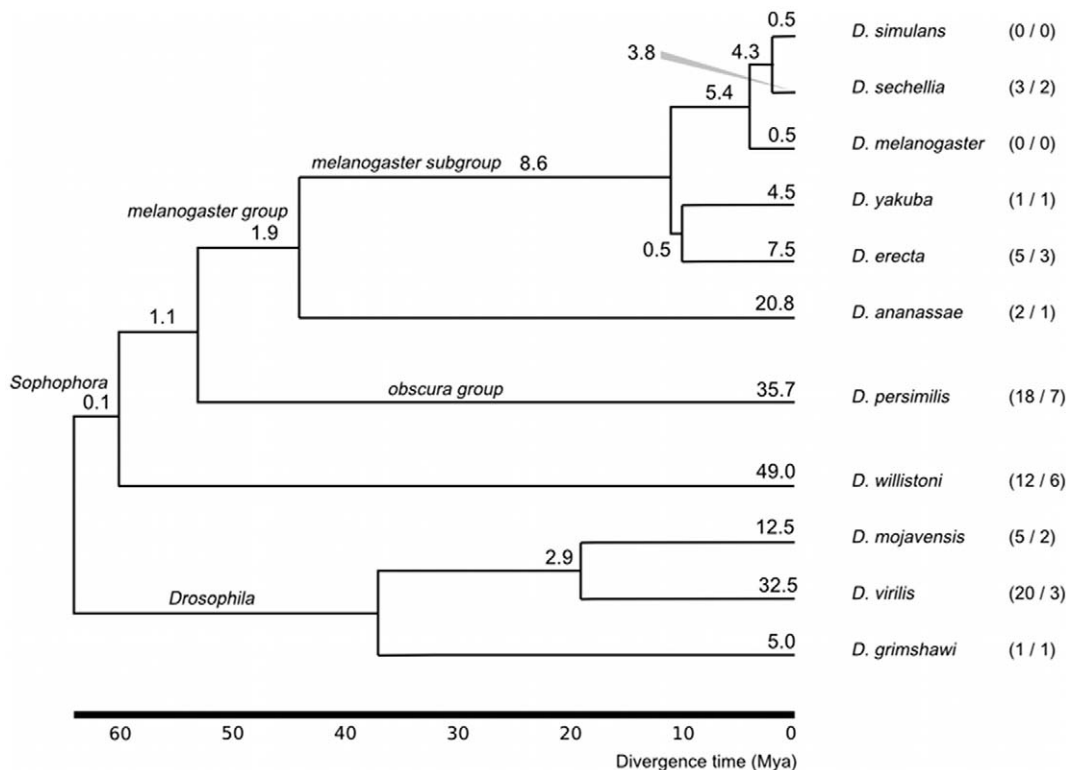 0.5 D. simulans (0 / 0)
3.8 4.3
D. sechellia (3 / 2)
5.4
0.5 D. melanogaster (0 / 0)
melanogaster subgroup 8.6
4.5 D. yakuba (1 / 1)
melanogaster group
1.9
0.5 7.5 D. erecta (5 / 3)
20.8 D. ananassae (2 / 1)
1.1
Sophophora obscura group 35.7 D. persimilis (18 / 7)
0.1
49.0 D. willistoni (12 / 6)
12.5 D. mojavensis (5 / 2)
2.9
Drosophila 32.5 D. virilis (20 / 3)
5.0 D. grimshawi (1 / 1)
60 50 40 30 20 10 0
Divergence time (Mya)